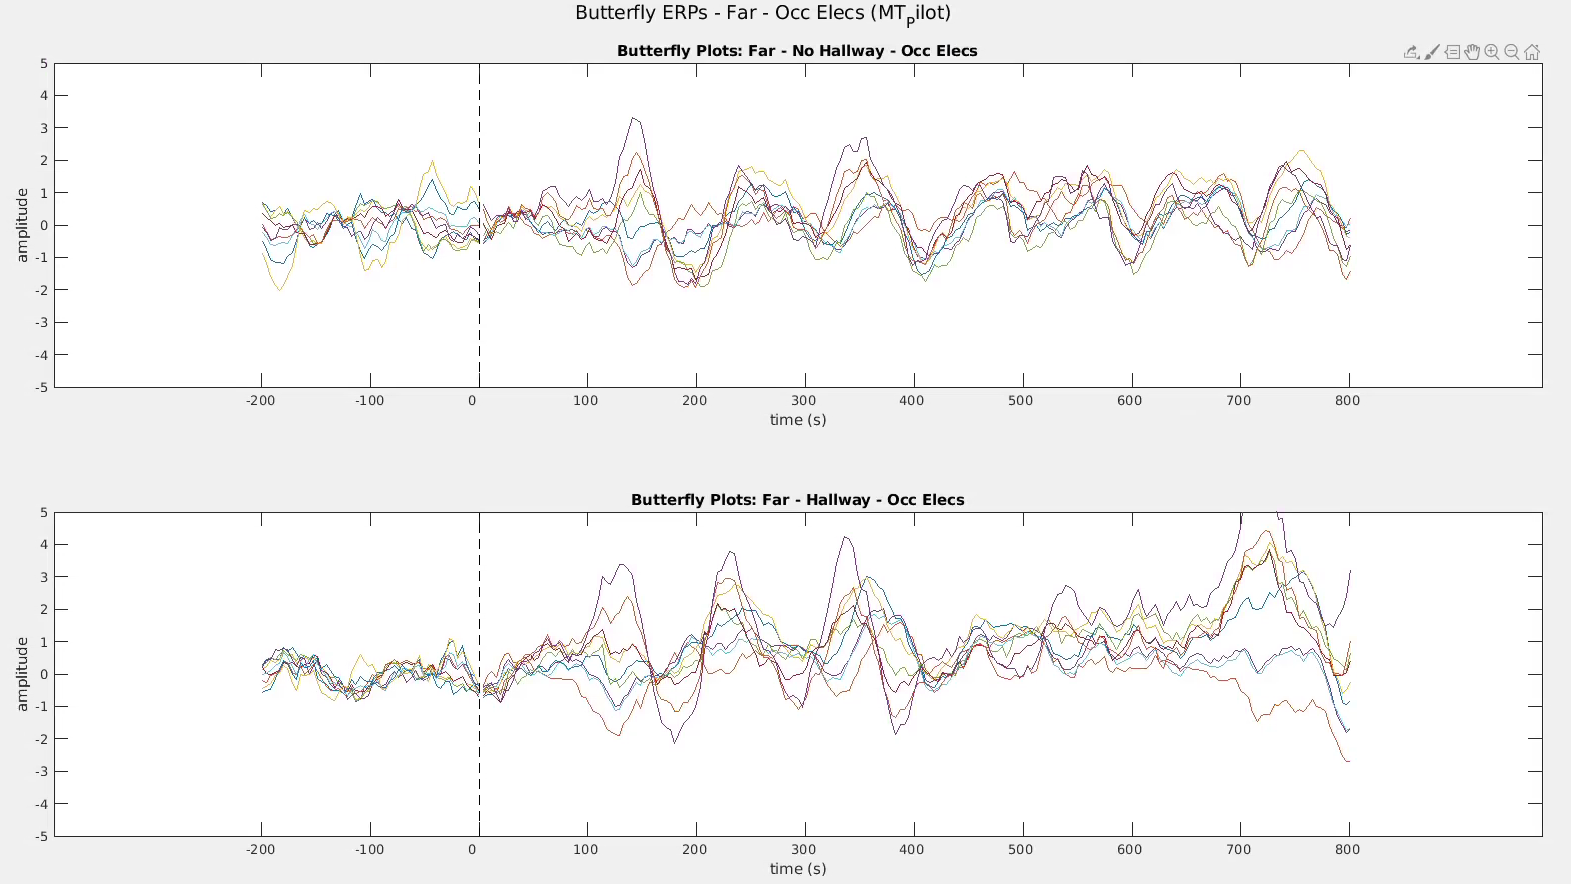 Butterfly ERPs - Far - Occ Elecs (MTPilot)
Butterfly Plots: Far - No Hallway - Occ Elecs
5
4
3
2
1
0
-1
-2
-3
-4
-5
amplitude
-200 -100 0 100 200 300 400 500 600 700 800
time (s)
Butterfly Plots: Far - Hallway - Occ Elecs
5
4
3
2
1
0
-1
-2
-3
-4
-5
amplitude
-200 -100 0 100 200 300 400 500 600 700 800
time (s)